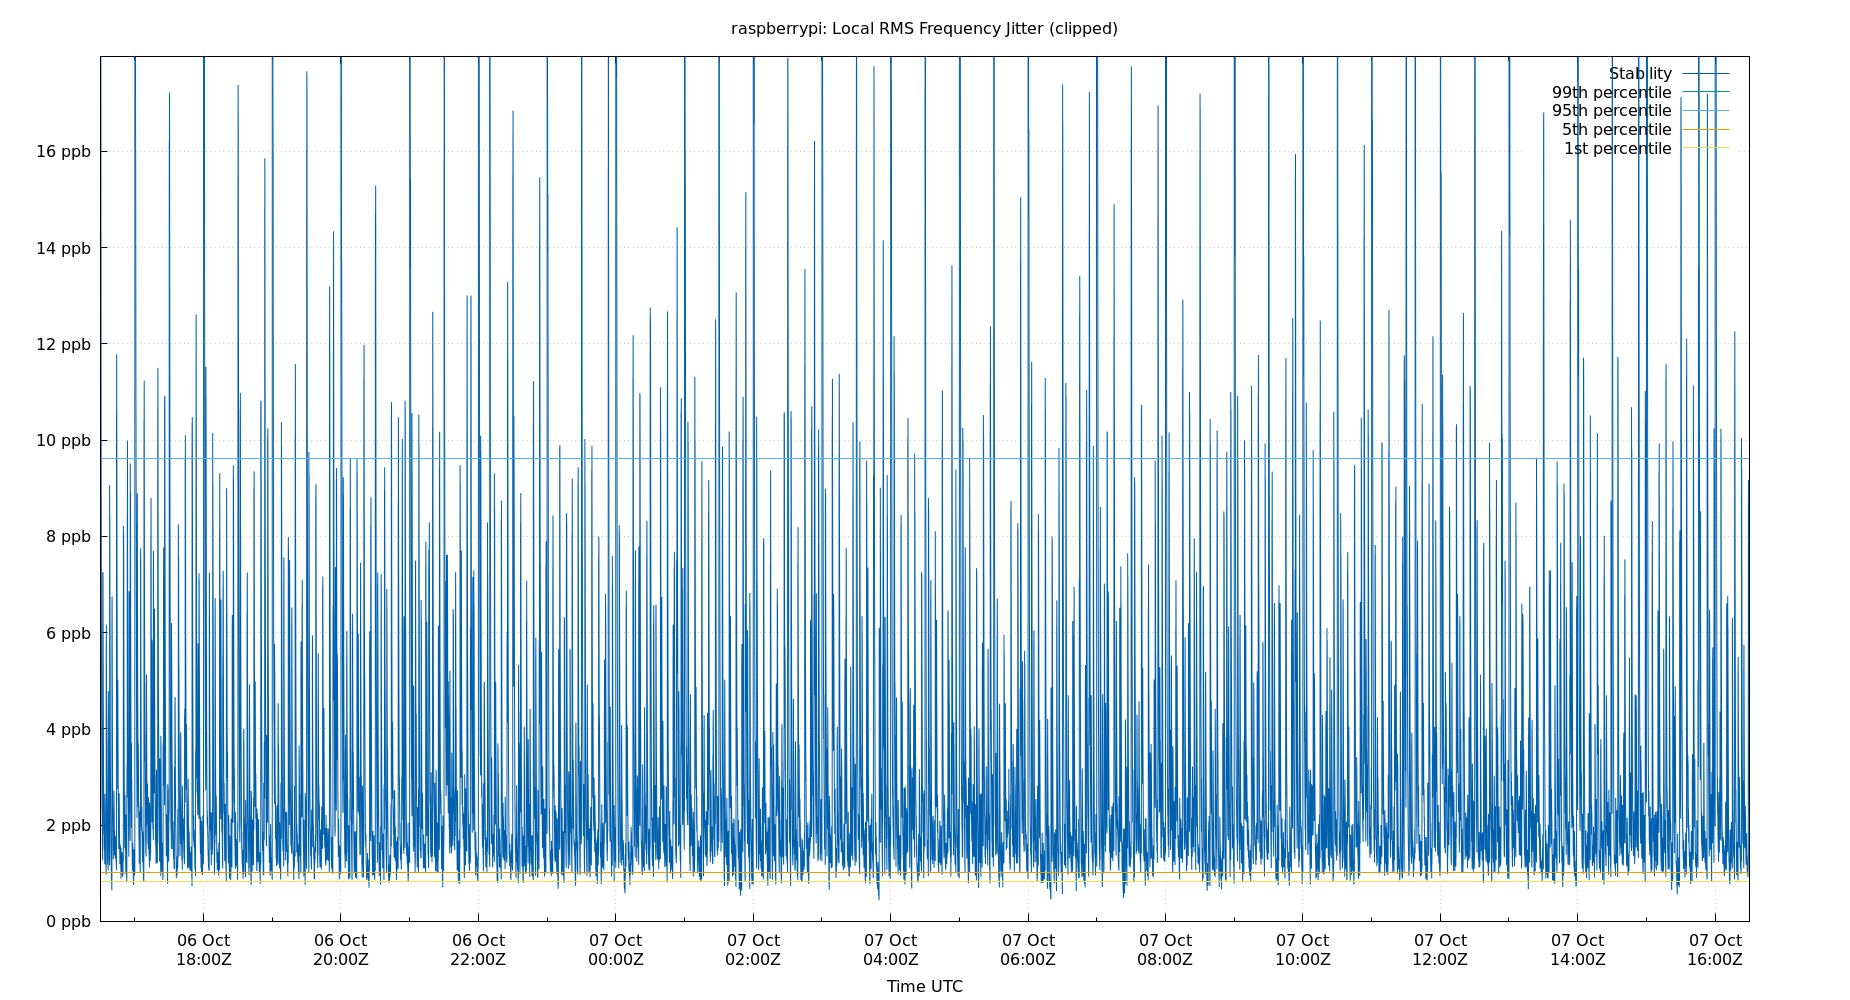 raspberrypi: Local RMS Frequency Jitter (clipped)
Stability
99th percentile
95th percentile
5th percentile
1st percentile
16 ppb
14 ppb
12 ppb
10 ppb
8 ppb
6 ppb
4 ppb
2 ppb
0 ppb
06 Oct 06 Oct 06 Oct 07 Oct 07 Oct 07 Oct 07 Oct 07 Oct 07 Oct 07 Oct 07 Oct 07 Oct
18:00Z 20:00Z 22:00Z 00:00Z 02:00Z 04:00Z 06:00Z 08:00Z 10:00Z 12:00Z 14:00Z 16:00Z
Time UTC